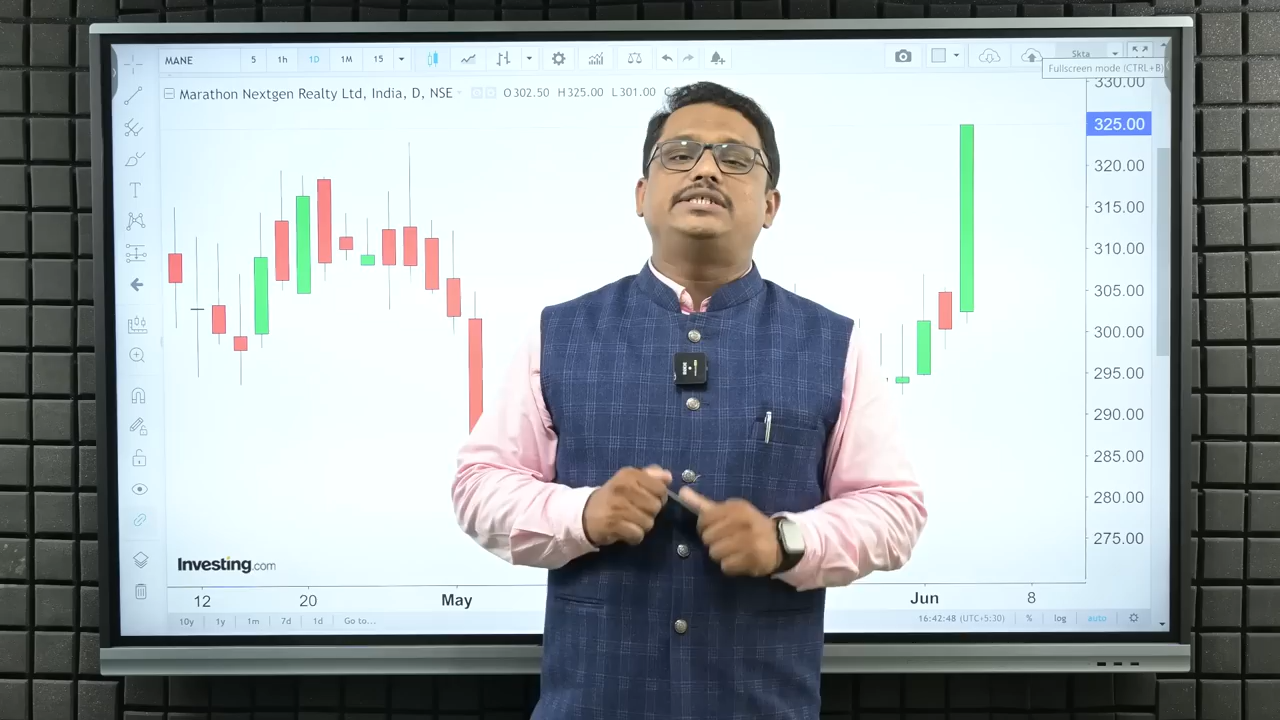 MANE 5 1h 1D 1M 15 Skta
Fullscreen mode (CTRL+B)
Marathon Nextgen Realty Ltd, India, D, NSE O302.50 H325.00 L301.00
330.00
325.00
320.00
315.00
310.00
305.00
300.00
295.00
290.00
285.00
280.00
275.00
Investing.com
12 20 May Jun 8
10y 1y 1m 7d 1d Go to... 16:42:48 (UTC+5:30) % log auto